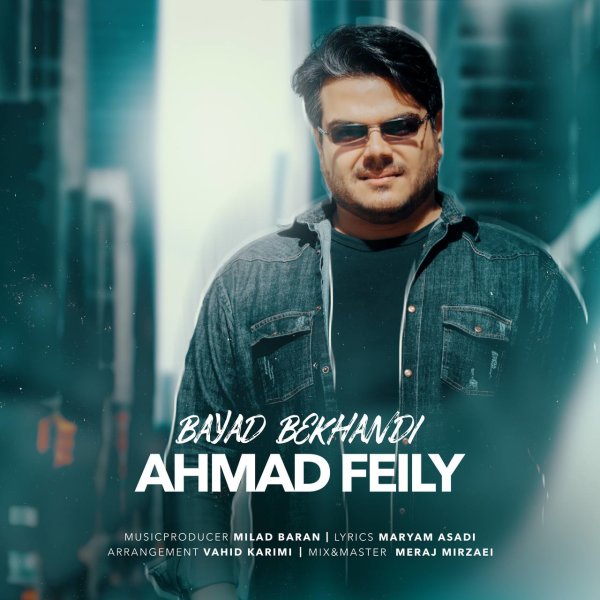 BAYAD BEKHANDI
AHMAD FEILY
MUSICPRODUCER MILAD BARAN | LYRICS MARYAM ASADI
ARRANGEMENT VAHID KARIMI | MIX&MASTER MERAJ MIRZAEI